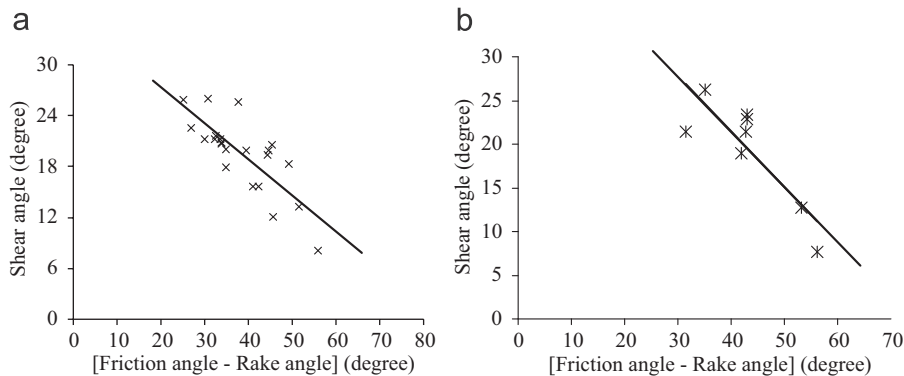 a
Shear angle (degree)
30
24
18
12
6
0
0 10 20 30 40 50 60 70 80
[Friction angle - Rake angle] (degree)
b
Shear angle (degree)
30
25
20
15
10
5
0
0 10 20 30 40 50 60 70
[Friction angle - Rake angle] (degree)